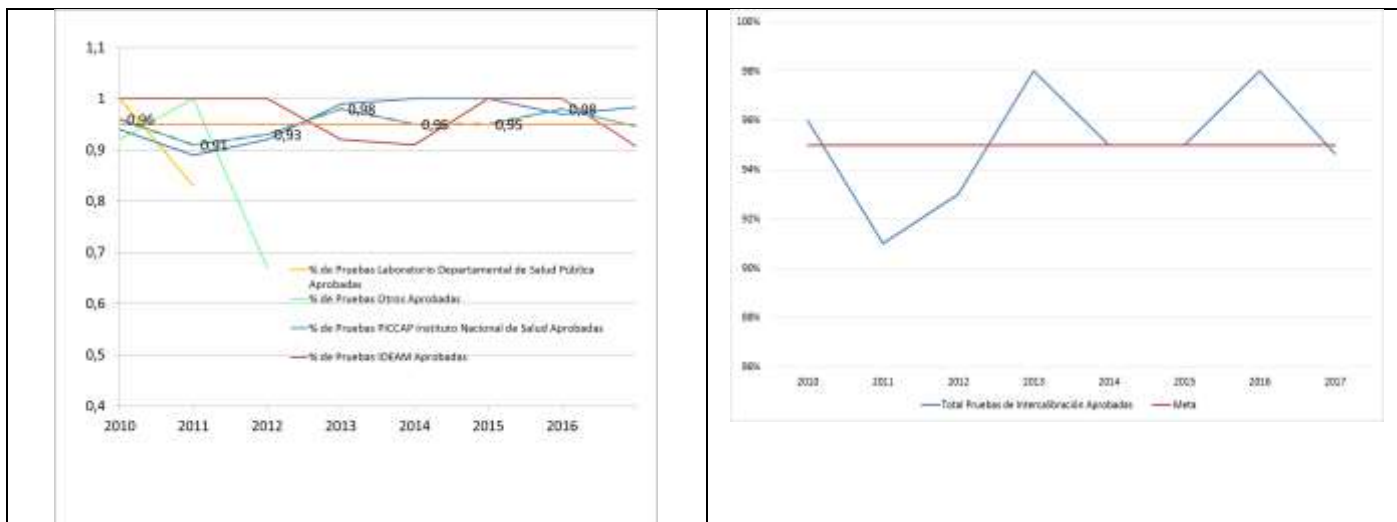 1,1
1
0,9
0,8
0,7
0,6
0,5
0,4
0,96
0,91
0,93
0,98
0,95
0,95
0,98
% de Pruebas Laboratorio Departamental de Salud Pública
Aprobadas
% de Pruebas Otros Aprobadas
% de Pruebas PICCAP Instituto Nacional de Salud Aprobadas
% de Pruebas IDEAM Aprobadas
2010 2011 2012 2013 2014 2015 2016
100%
98%
96%
94%
92%
90%
88%
86%
2010 2011 2012 2013 2014 2015 2016 2017
Total Pruebas de Intercalibración Aprobadas Meta